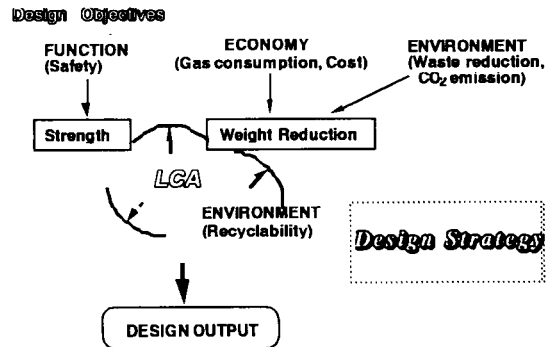 Design Objectives
FUNCTION
(Safety)
ECONOMY
(Gas consumption, Cost)
ENVIRONMENT
(Waste reduction,
CO₂ emission)
Strength
Weight Reduction
LCA
ENVIRONMENT
(Recyclability)
Design Strategy
DESIGN OUTPUT